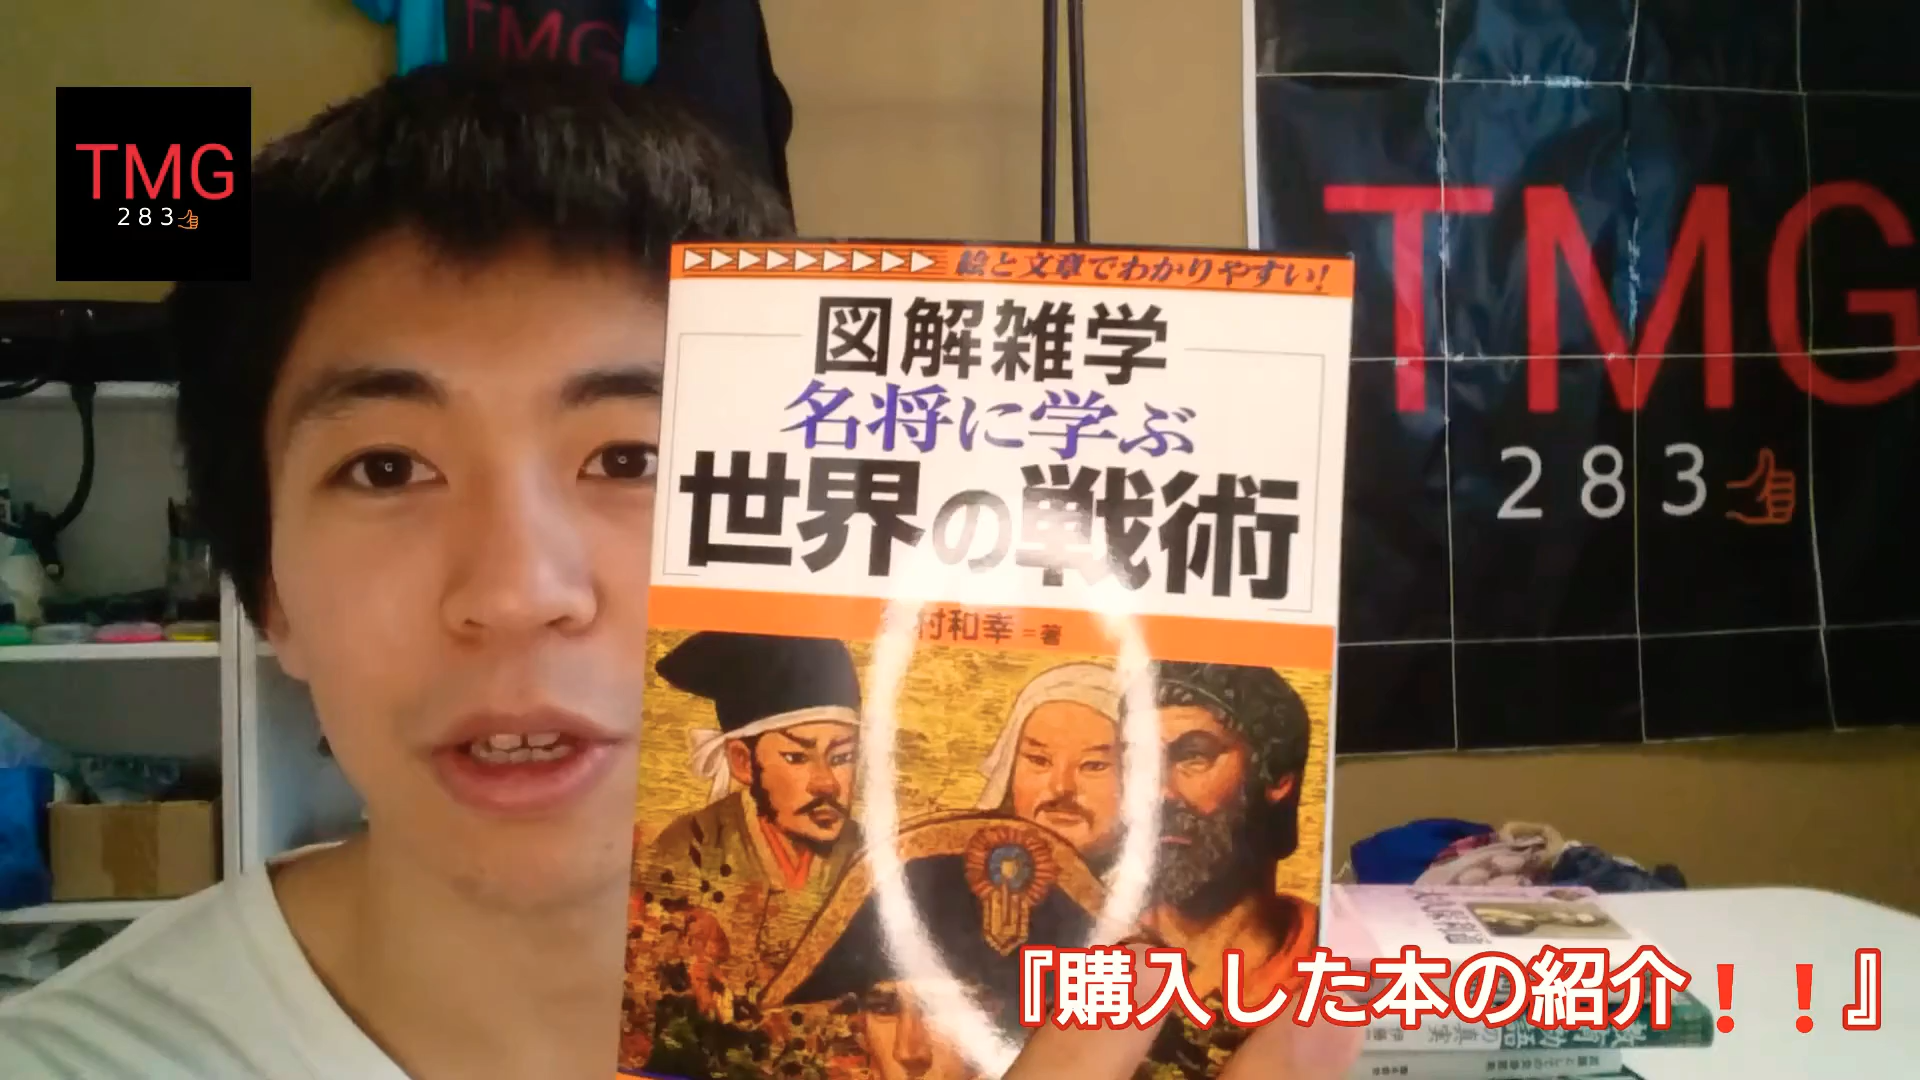 TMG
TMG
283
TMG
283
絵と文章でわかりやすい!
図解雑学
名将に学ぶ
世界の戦術
村和幸=著
『購入した本の紹介❗❗』